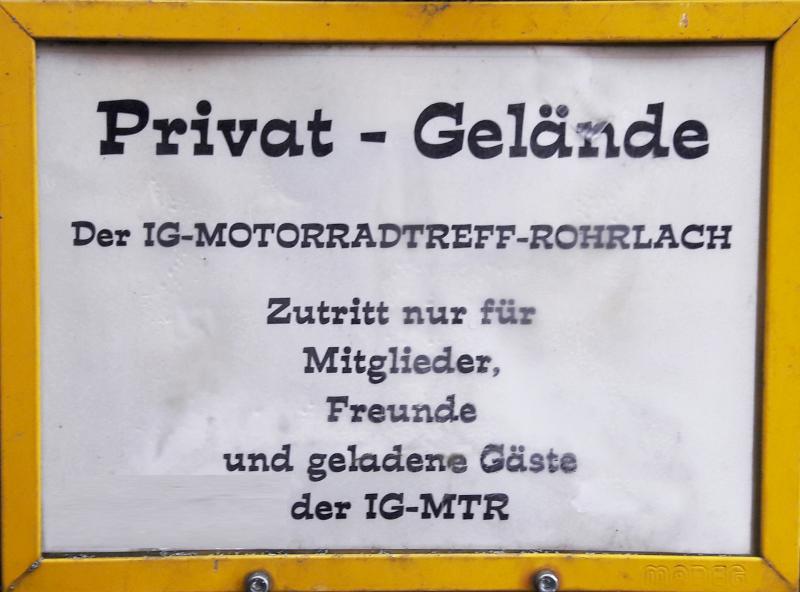 Privat - Gelände
Der IG-MOTORRADTREFF-ROHRLACH
Zutritt nur für
Mitglieder,
Freunde
und geladene Gäste
der IG-MTR